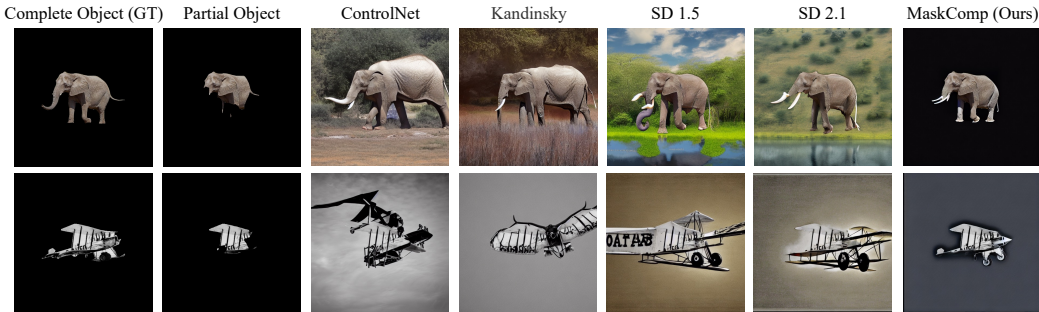 Complete Object (GT) Partial Object ControlNet Kandinsky SD 1.5 SD 2.1 MaskComp (Ours)